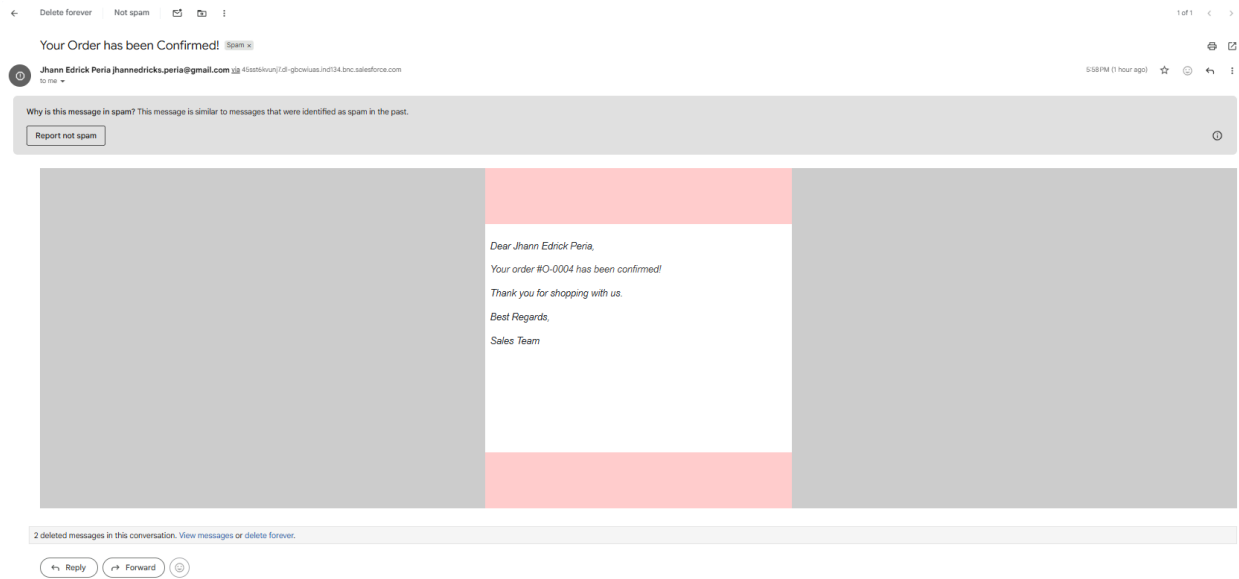 Delete forever Not spam 1 of 1
Your Order has been Confirmed! Spam ×
Jhann Edrick Peria jhannedricks.peria@gmail.com via 5:58 PM (1 hour ago)
to me
Why is this message in spam? This message is similar to messages that were identified as spam in the past.
Report not spam
Dear Jhann Edrick Peria,
Your order #O-0004 has been confirmed!
Thank you for shopping with us.
Best Regards,
Sales Team
2 deleted messages in this conversation. View messages or delete forever.
Reply Forward